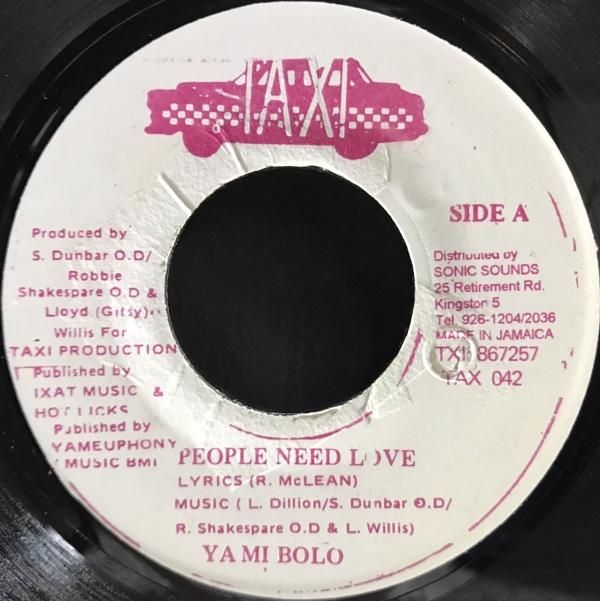 TAXI
SIDE A
Produced by
S. Dunbar O.D/
Robbie
Shakespare O.D &
Lloyd (Gitsy)
Willis For
TAXI PRODUCTION
Published by
IXAT MUSIC &
HOT LICKS
Published by
YAMEUPHONY
MUSIC BMI
Distributed by
SONIC SOUNDS
25 Retirement Rd.
Kingston 5
Tel. 926-1204/2036
MADE IN JAMAICA
TXI 867257
TAX 042
PEOPLE NEED LOVE
LYRICS (R. McLEAN)
MUSIC ( L. Dillion/S. Dunbar O.D/
R. Shakespare O.D & L. Willis)
YA MI BOLO